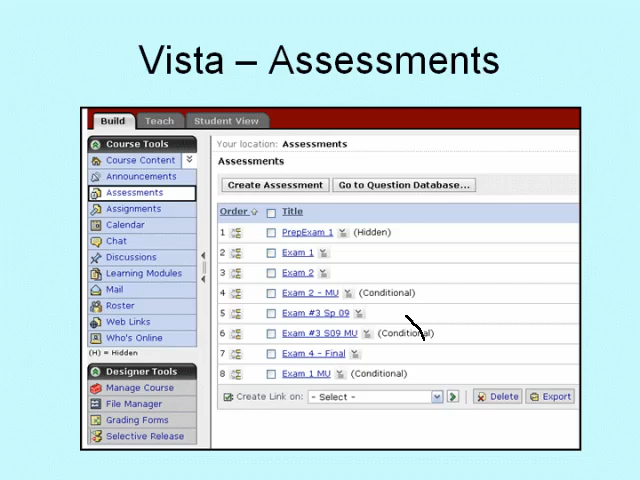 Vista – Assessments
Build Teach Student View
Course Tools
Course Content
Announcements
Assessments
Assignments
Calendar
Chat
Discussions
Learning Modules
Mail
Roster
Web Links
Who's Online
(H) = Hidden
Designer Tools
Manage Course
File Manager
Grading Forms
Selective Release
Your location: Assessments
Assessments
Create Assessment Go to Question Database...
Order Title
1 PrepExam 1 (Hidden)
2 Exam 1
3 Exam 2
4 Exam 2 - MU (Conditional)
5 Exam #3 Sp 09
6 Exam #3 S09 MU (Conditional)
7 Exam 4 - Final
8 Exam 1 MU (Conditional)
Create Link on: - Select - Delete Export